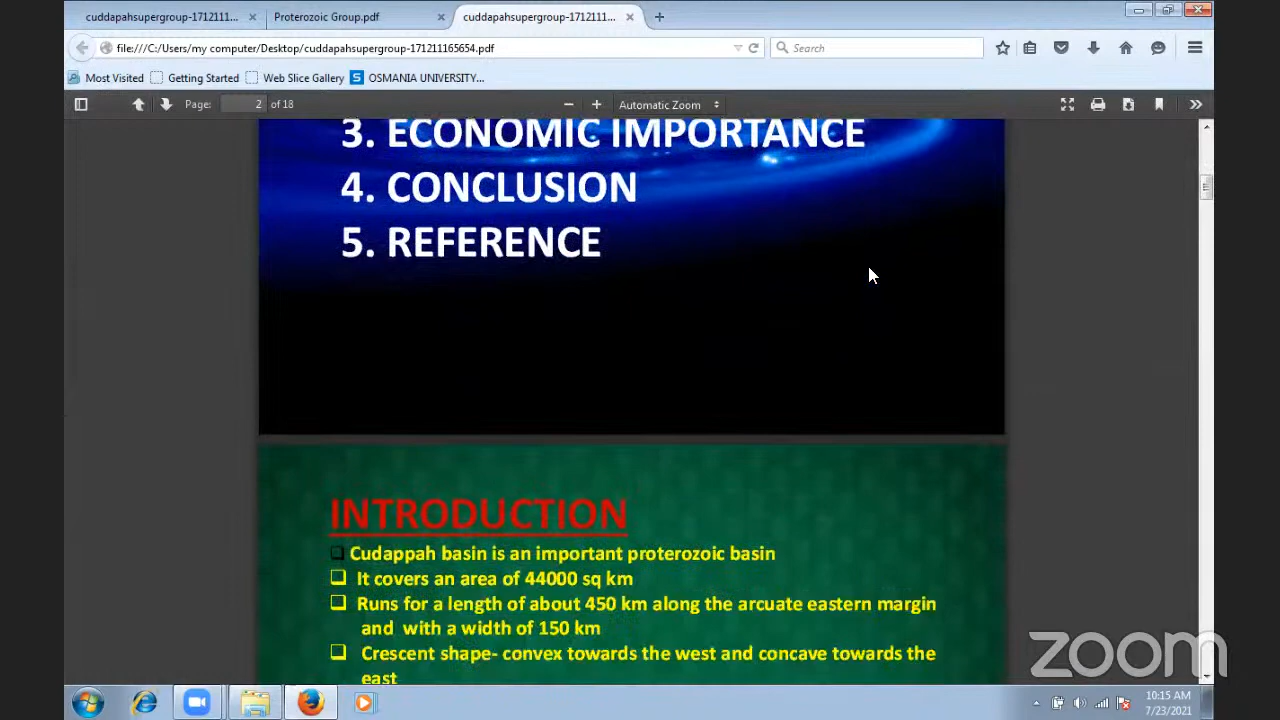 cuddapahsupergroup-1712111...
Proterozoic Group.pdf
cuddapahsupergroup-1712111...
file:///C:/Users/my computer/Desktop/cuddapahsupergroup-171211165654.pdf
Search
Most Visited
Getting Started
Web Slice Gallery
S
OSMANIA UNIVERSITY...
Page: 2 of 18
Automatic Zoom
3. ECONOMIC IMPORTANCE
4. CONCLUSION
5. REFERENCE
INTRODUCTION
Cudappah basin is an important proterozoic basin
It covers an area of 44000 sq km
Runs for a length of about 450 km along the arcuate eastern margin
and with a width of 150 km
Crescent shape- convex towards the west and concave towards the
east
zoom
10:15 AM
7/23/2021